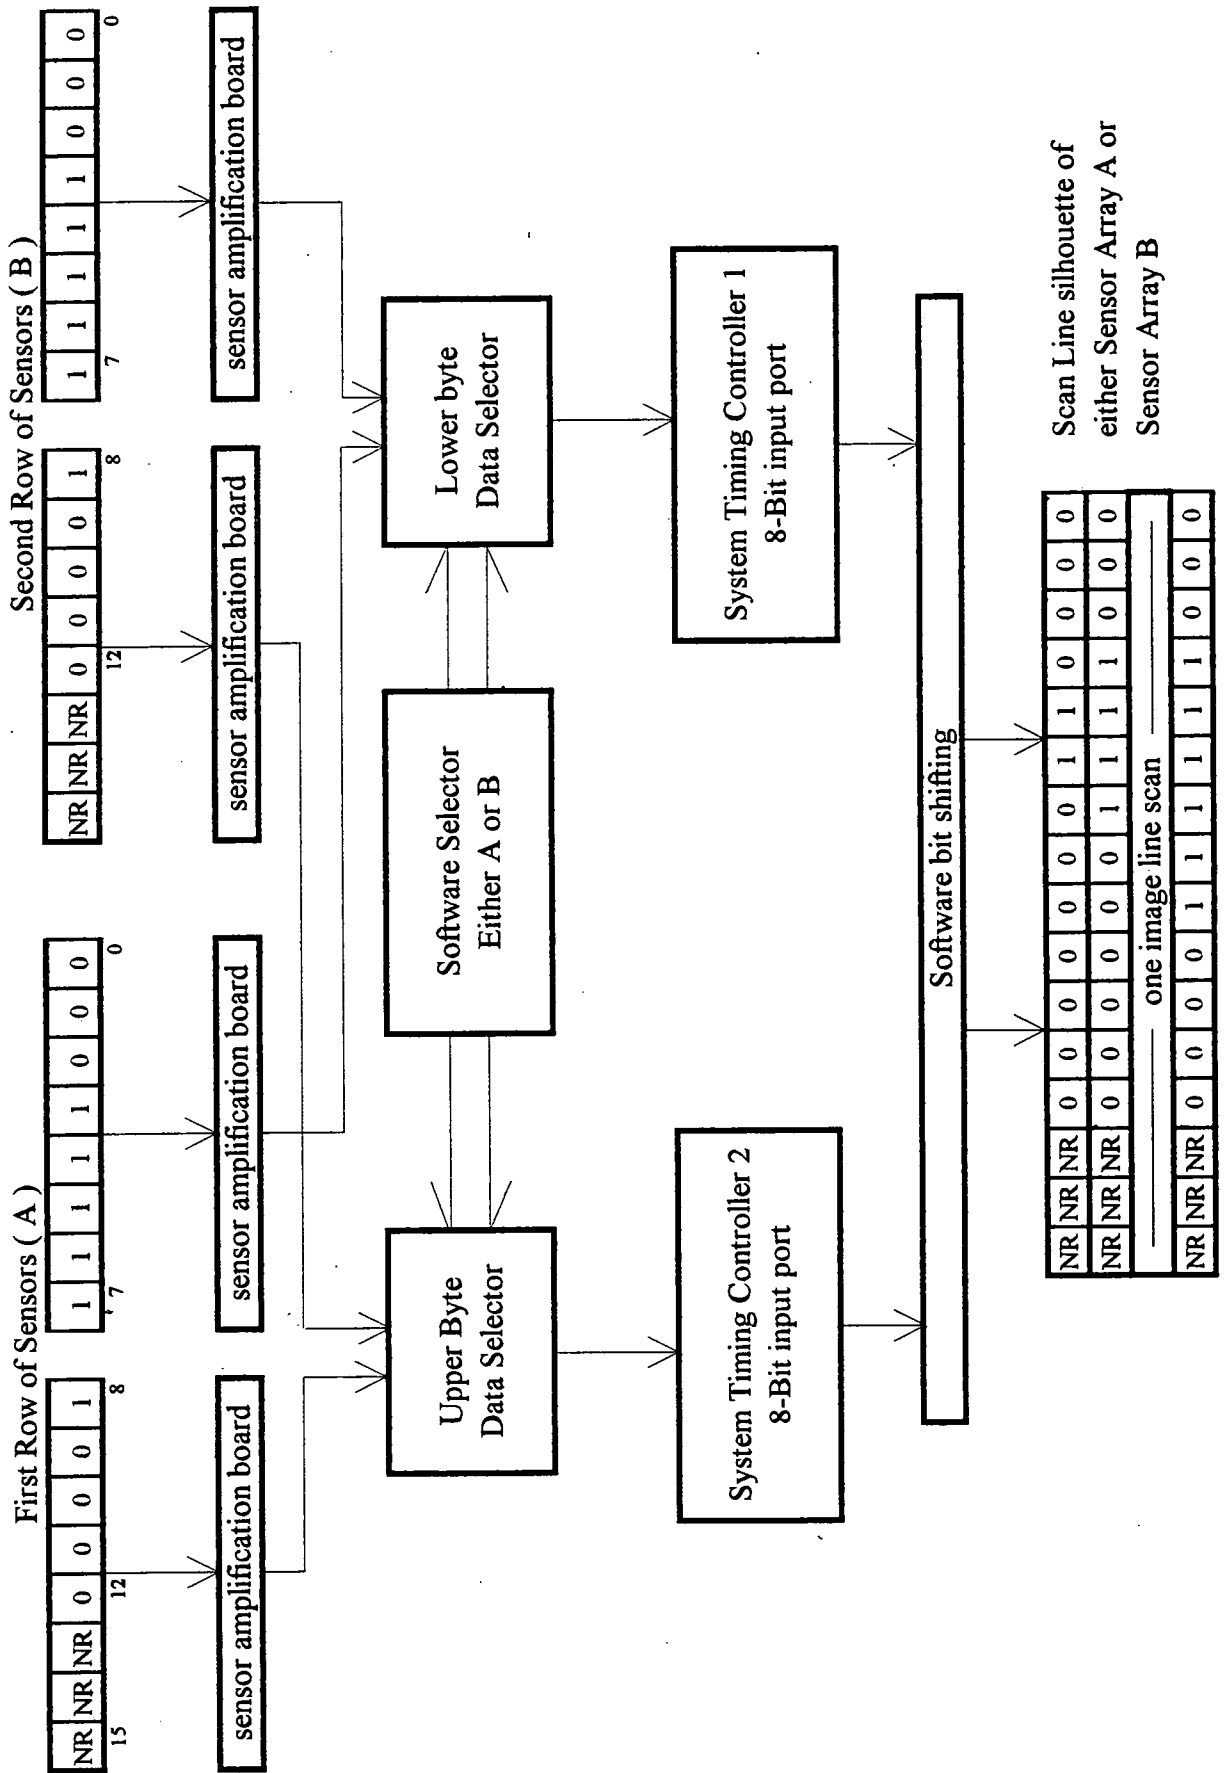 First Row of Sensors ( A )
Second Row of Sensors ( B )
NR NR NR 0 0 0 0 1
1 1 1 1 1 0 0 0
NR NR NR 0 0 0 0 1
1 1 1 1 1 0 0 0
15 12 8
7 0
12 8
7 0
sensor amplification board
sensor amplification board
sensor amplification board
sensor amplification board
Upper Byte
Data Selector
Software Selector
Either A or B
Lower byte
Data Selector
System Timing Controller 2
8-Bit input port
System Timing Controller 1
8-Bit input port
Software bit shifting
NR NR NR 0 0 0 0 0 0 0 1 1 0 0 0 0
NR NR NR 0 0 0 0 0 0 1 1 1 1 0 0 0
one image line scan
NR NR NR 0 0 0 0 1 1 1 1 1 1 0 0 0
Scan Line silhouette of
either Sensor Array A or
Sensor Array B